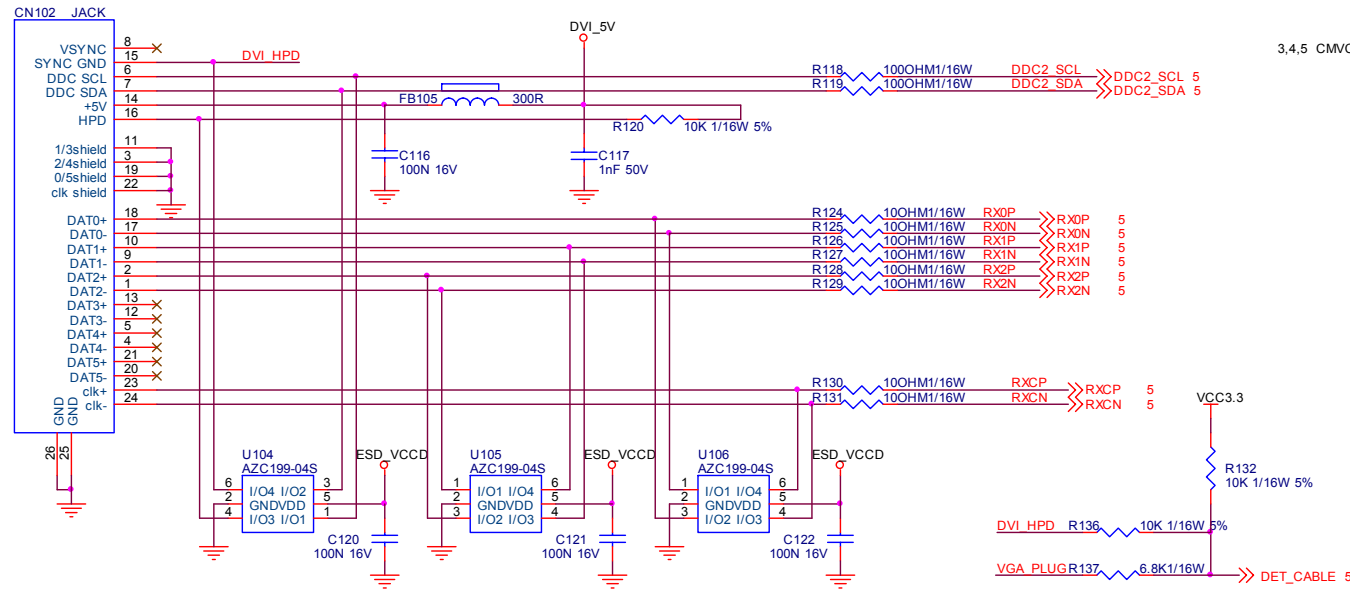 CN102 JACK
DVI_5V
3,4,5 CMVC
VSYNC 8
SYNC GND 15 DVI_HPD
DDC SCL 6 R118 100OHM1/16W DDC2_SCL DDC2_SCL 5
DDC SDA 7 R119 100OHM1/16W DDC2_SDA DDC2_SDA 5
+5V 14 FB105 300R
HPD 16 R120 10K 1/16W 5%
1/3shield 11
2/4shield 3
0/5shield 19
clk shield 22
C116
100N 16V
C117
1nF 50V
DAT0+ 18 R124 10OHM1/16W RX0P RX0P 5
DAT0- 17 R125 10OHM1/16W RX0N RX0N 5
DAT1+ 10 R126 10OHM1/16W RX1P RX1P 5
DAT1- 9 R127 10OHM1/16W RX1N RX1N 5
DAT2+ 2 R128 10OHM1/16W RX2P RX2P 5
DAT2- 1 R129 10OHM1/16W RX2N RX2N 5
DAT3+ 13
DAT3- 12
DAT4+ 5
DAT4- 4
DAT5+ 21
DAT5- 20
clk+ 23 R130 10OHM1/16W RXCP RXCP 5
clk- 24 R131 10OHM1/16W RXCN RXCN 5
GND GND
26 25
U104
AZC199-04S
6 I/O4 I/O2 3
2 GND VDD 5
4 I/O3 I/O1 1
ESD_VCCD
C120
100N 16V
U105
AZC199-04S
1 I/O1 I/O4 6
2 GND VDD 5
3 I/O2 I/O3 4
ESD_VCCD
C121
100N 16V
U106
AZC199-04S
1 I/O1 I/O4 6
2 GND VDD 5
3 I/O2 I/O3 4
ESD_VCCD
C122
100N 16V
VCC3.3
R132
10K 1/16W 5%
DVI_HPD R136 10K 1/16W 5%
VGA_PLUG R137 6.8K1/16W DET_CABLE 5